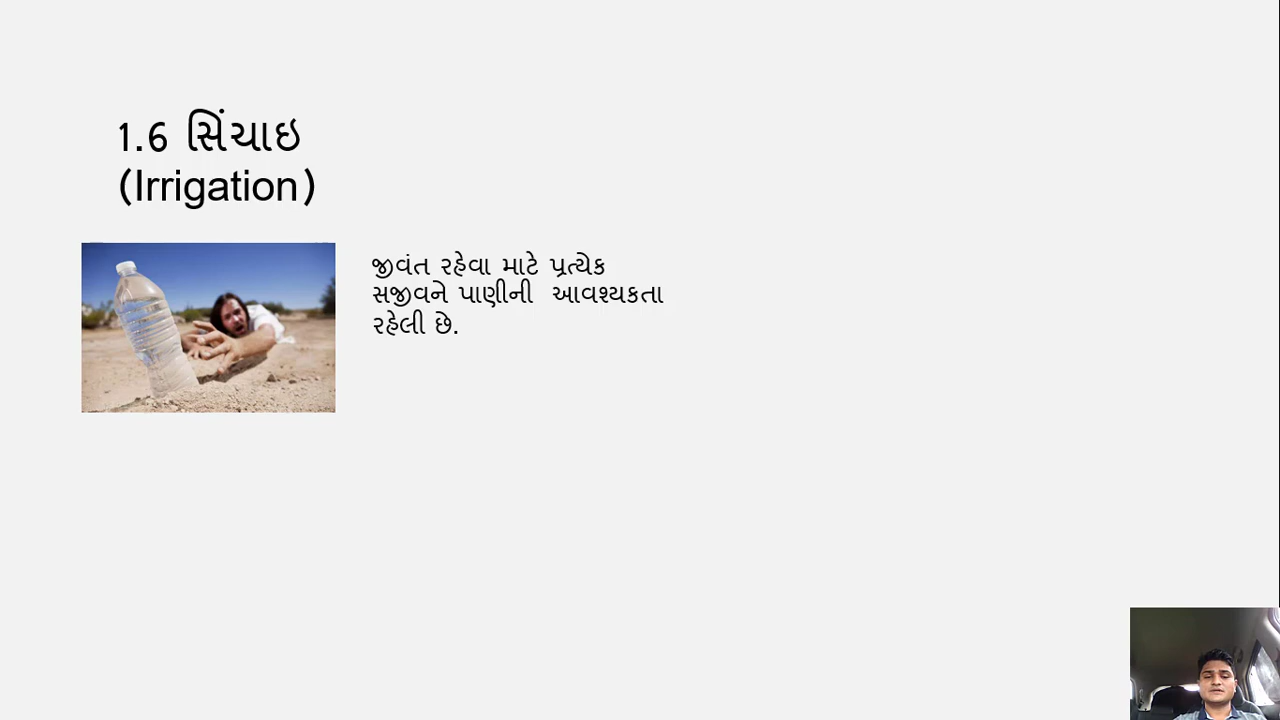 1.6 સિંચાઇ
(Irrigation)
જીવંત રહેવા માટે પ્રત્યેક
સજીવને પાણીની  આવશ્યકતા
રહેલી છે.